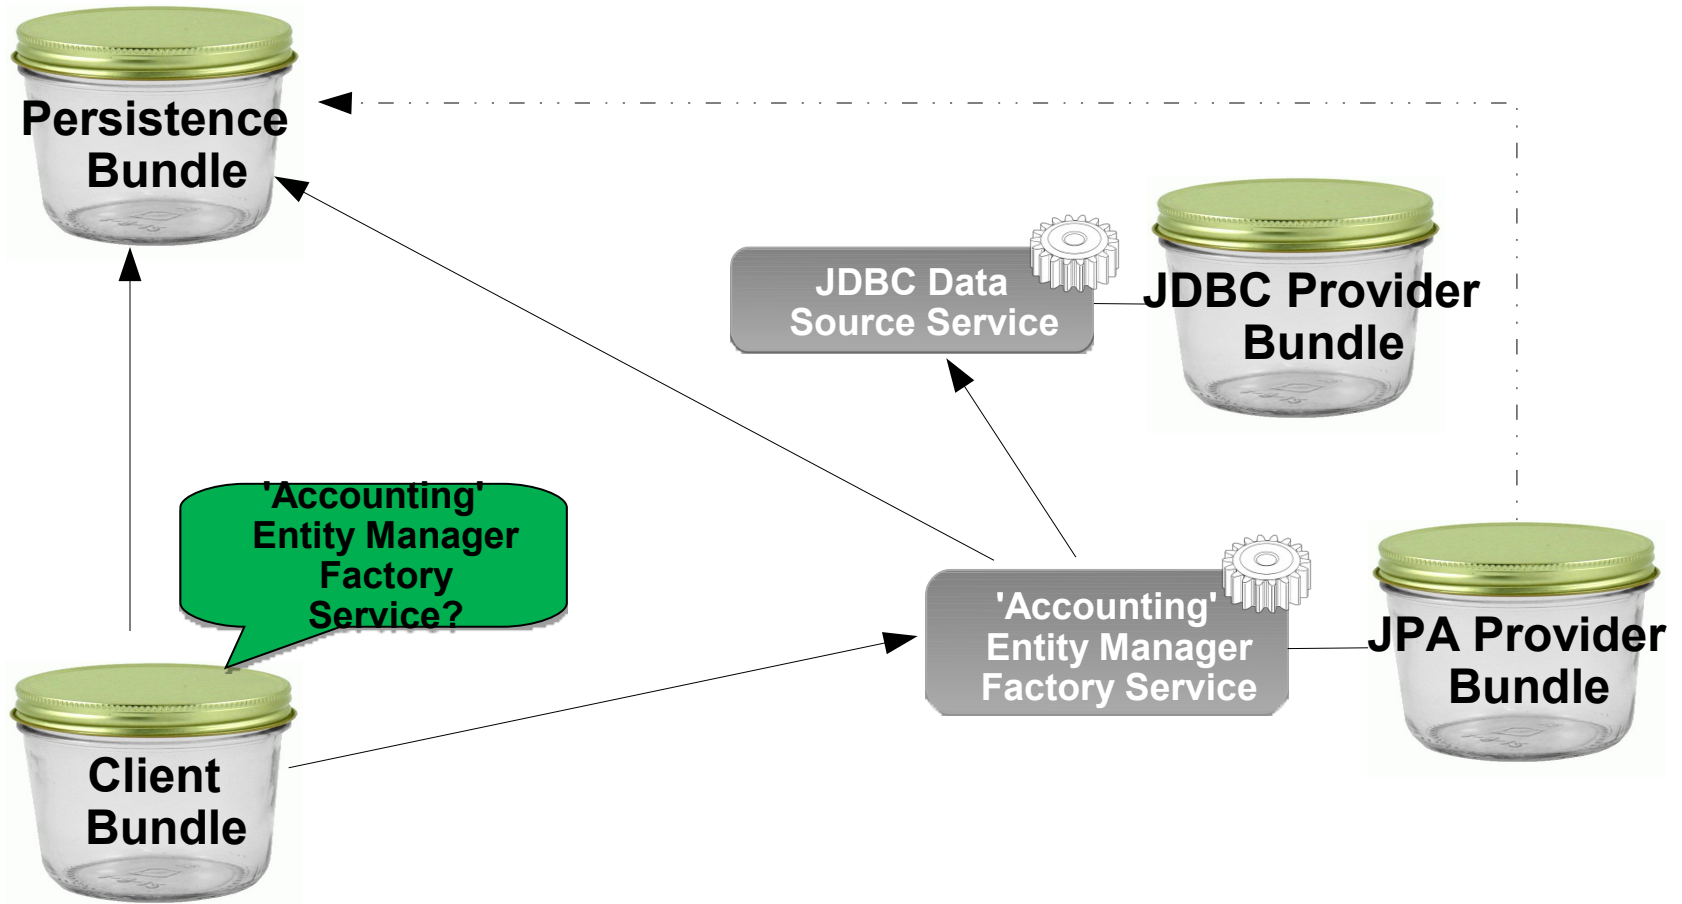 Persistence
Bundle
JDBC Data
Source Service
JDBC Provider
Bundle
'Accounting'
Entity Manager
Factory
Service?
'Accounting'
Entity Manager
Factory Service
JPA Provider
Bundle
Client
Bundle